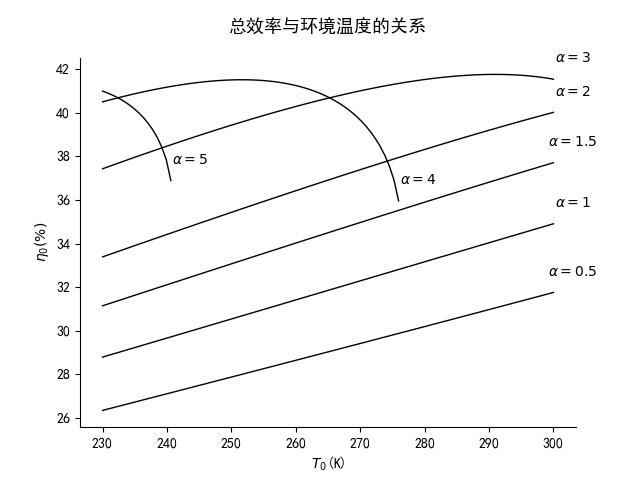 总效率与环境温度的关系
α = 3
α = 2
α = 1.5
α = 5
α = 4
α = 1
α = 0.5
42
40
38
36
34
32
30
28
26
η₀(%)
230 240 250 260 270 280 290 300
T₀ (K)